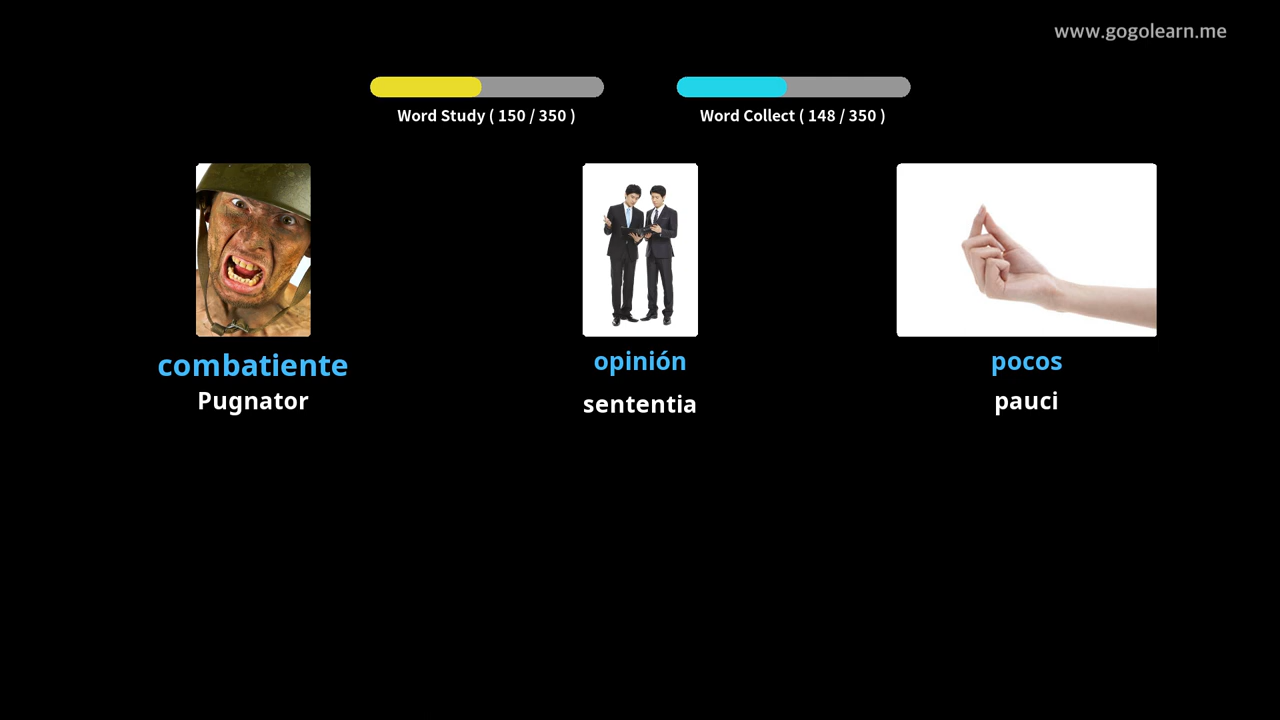 www.gogolearn.me
Word Study ( 150 / 350 )
Word Collect ( 148 / 350 )
combatiente
Pugnator
opinión
sententia
pocos
pauci